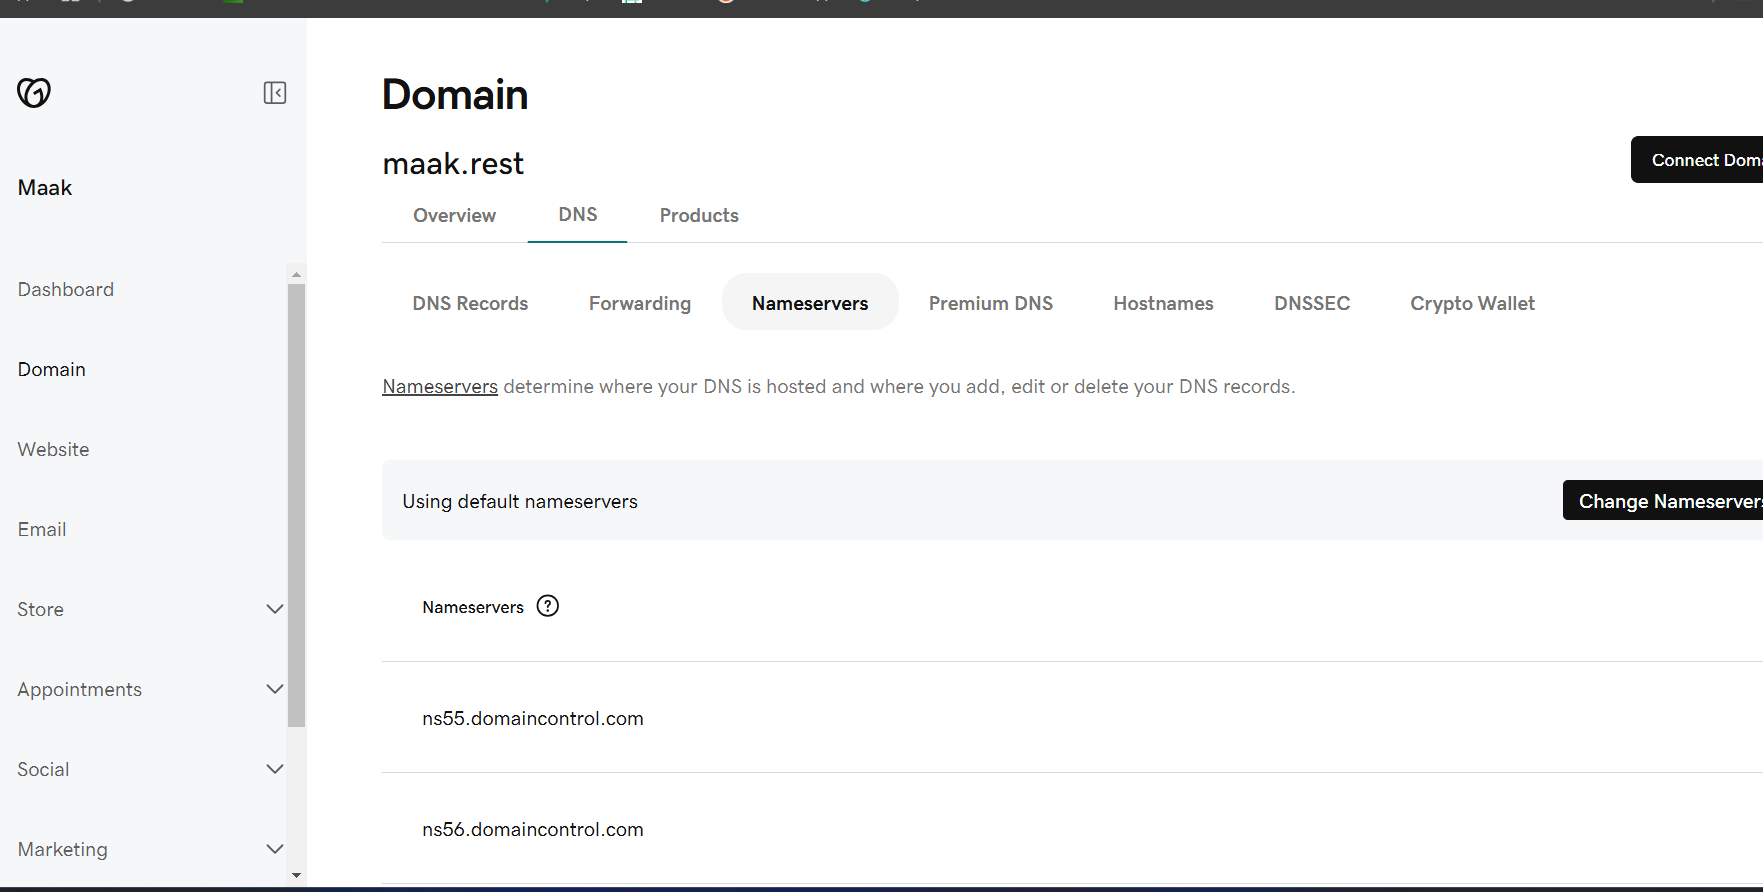 Maak
Dashboard
Domain
Website
Email
Store
Appointments
Social
Marketing
Domain
maak.rest
Connect Doma
Overview
DNS
Products
DNS Records
Forwarding
Nameservers
Premium DNS
Hostnames
DNSSEC
Crypto Wallet
Nameservers determine where your DNS is hosted and where you add, edit or delete your DNS records.
Using default nameservers
Change Nameservers
Nameservers
ns55.domaincontrol.com
ns56.domaincontrol.com